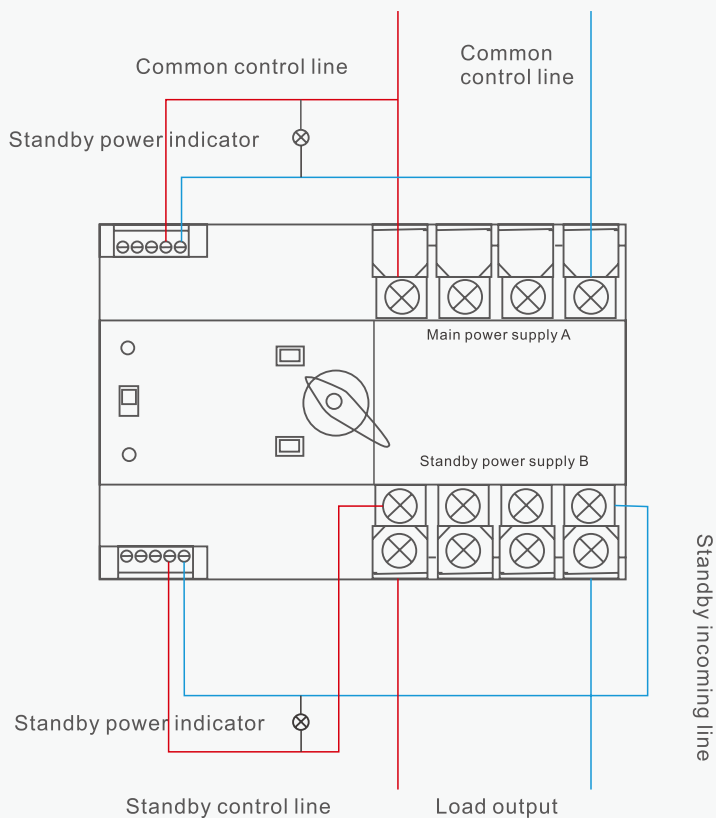 Common control line
Common
control line
Standby power indicator
Main power supply A
Standby power supply B
Standby incoming line
Standby power indicator
Standby control line
Load output